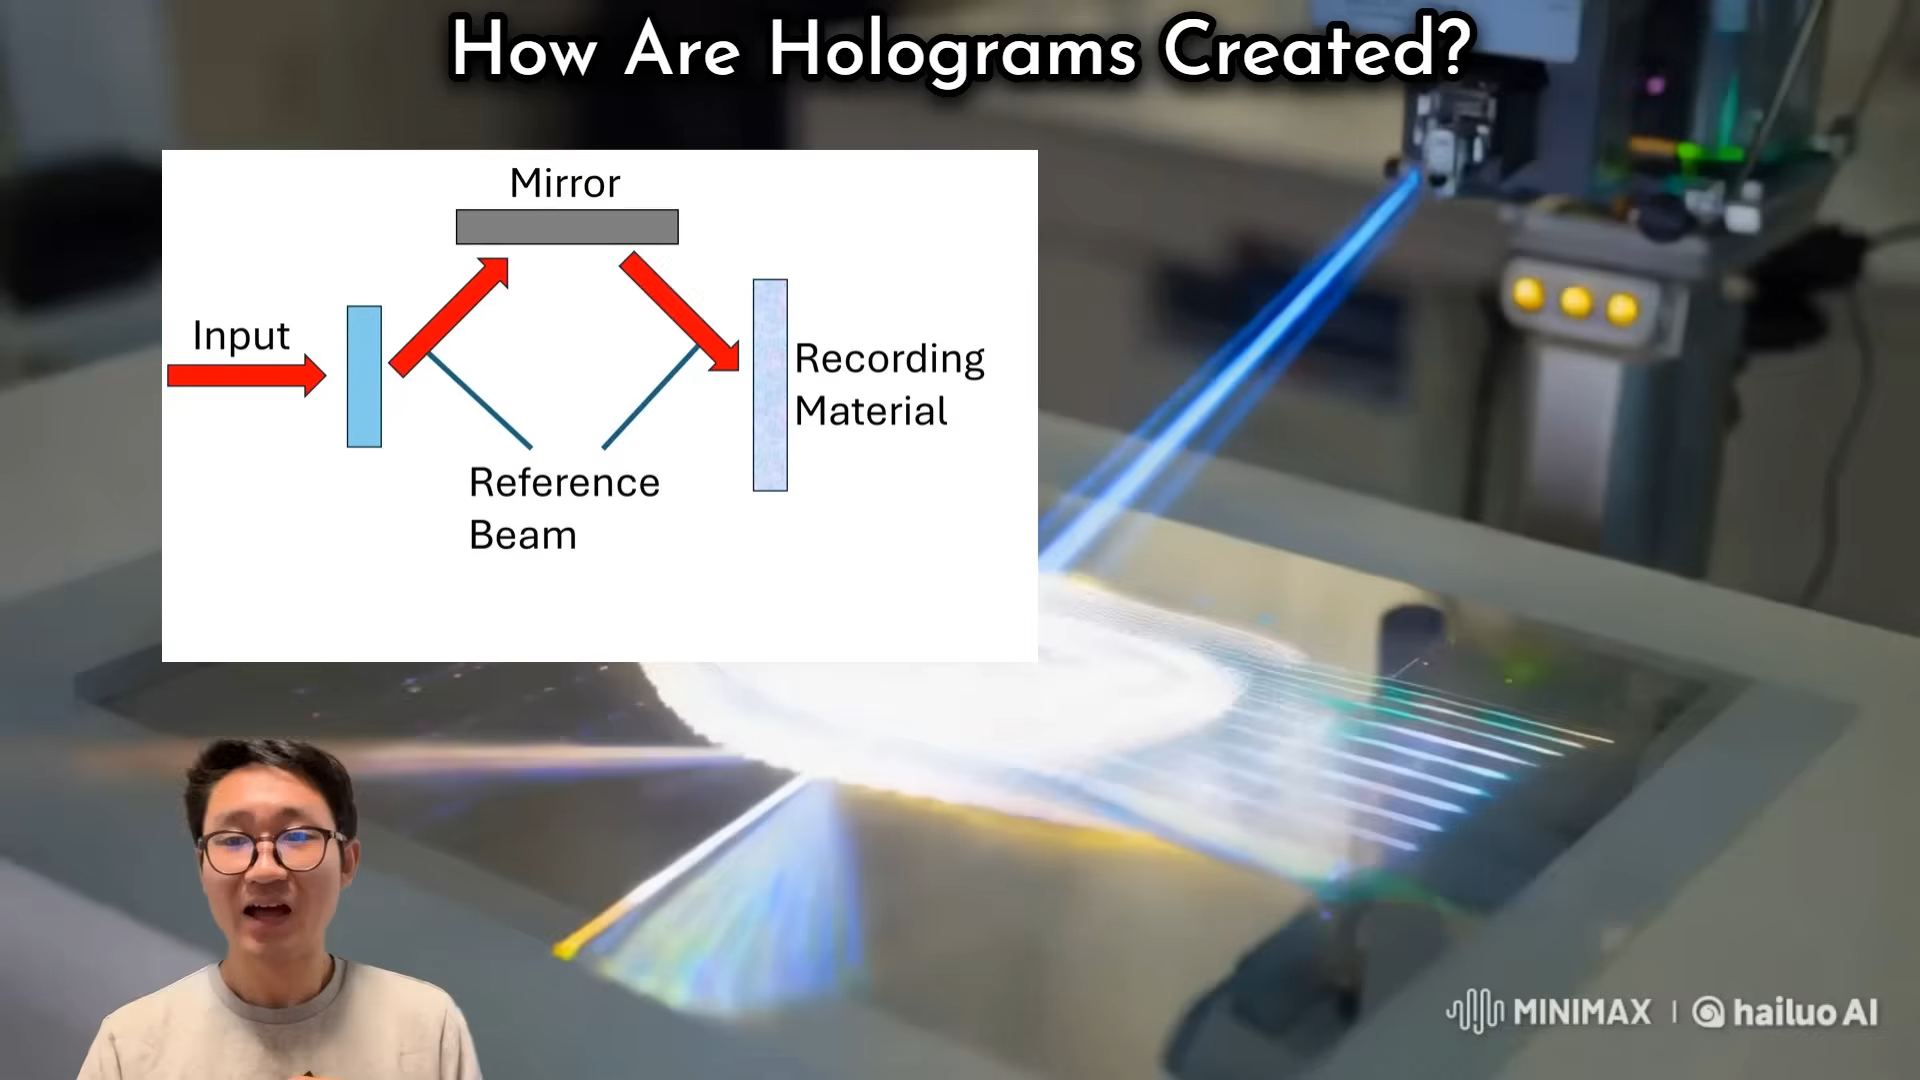 How Are Holograms Created?
Mirror
Input
Recording
Material
Reference
Beam
MINIMAX | hailuo AI